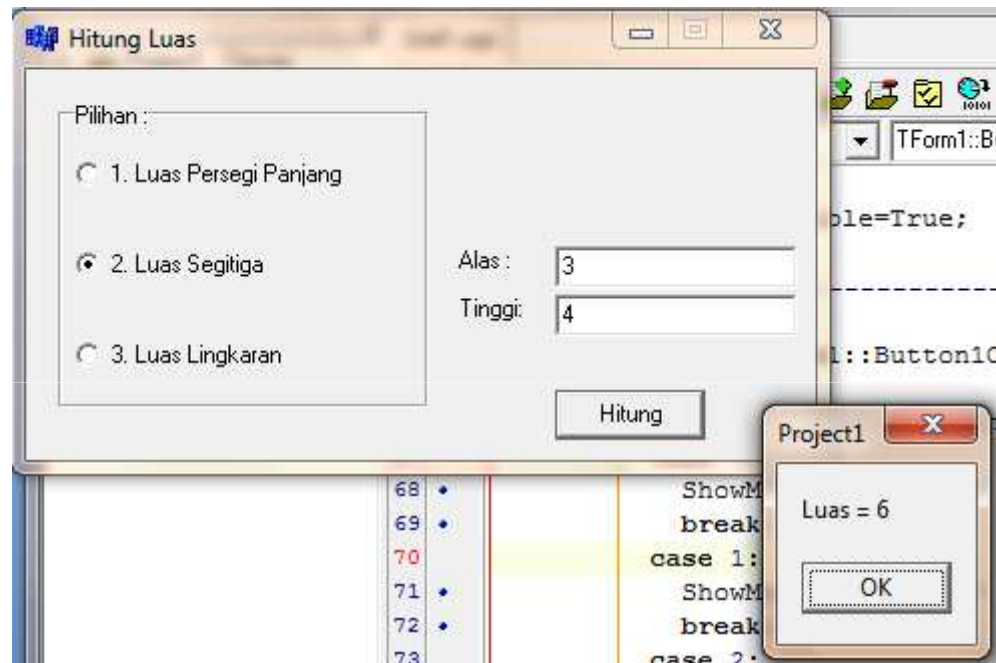 Hitung Luas
Pilihan :
1. Luas Persegi Panjang
2. Luas Segitiga
3. Luas Lingkaran
Alas :
3
Tinggi:
4
Hitung
TForm1::B
ble=True;
1::Button1C
Project1
Luas = 6
OK
68
ShowM
69
break
70
case 1:
71
ShowM
72
break
73
case 2: